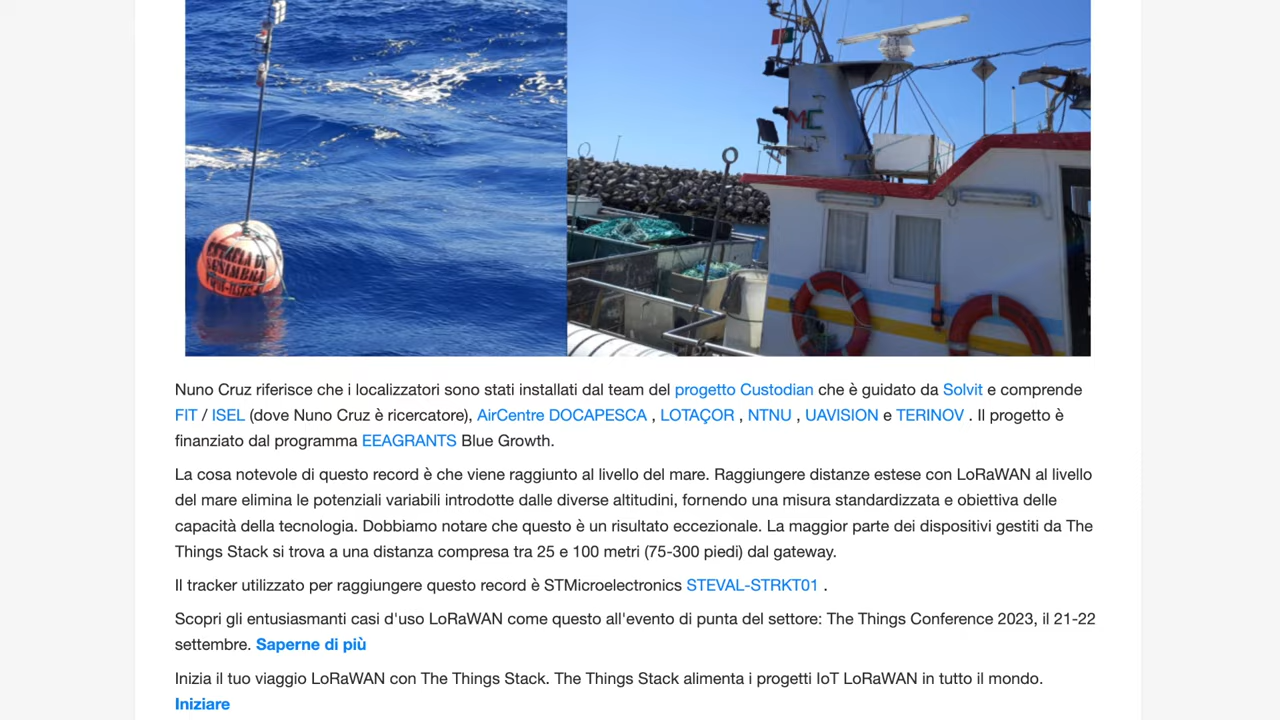 ESTRELA DE
SESIMBRA
MC
Nuno Cruz riferisce che i localizzatori sono stati installati dal team del progetto Custodian che è guidato da Solvit e comprende
FIT / ISEL (dove Nuno Cruz è ricercatore), AirCentre DOCAPESCA , LOTAÇOR , NTNU , UAVISION e TERINOV . Il progetto è
finanziato dal programma EEAGRANTS Blue Growth.
La cosa notevole di questo record è che viene raggiunto al livello del mare. Raggiungere distanze estese con LoRaWAN al livello
del mare elimina le potenziali variabili introdotte dalle diverse altitudini, fornendo una misura standardizzata e obiettiva delle
capacità della tecnologia. Dobbiamo notare che questo è un risultato eccezionale. La maggior parte dei dispositivi gestiti da The
Things Stack si trova a una distanza compresa tra 25 e 100 metri (75-300 piedi) dal gateway.
Il tracker utilizzato per raggiungere questo record è STMicroelectronics STEVAL-STRKT01 .
Scopri gli entusiasmanti casi d'uso LoRaWAN come questo all'evento di punta del settore: The Things Conference 2023, il 21-22
settembre. Saperne di più
Inizia il tuo viaggio LoRaWAN con The Things Stack. The Things Stack alimenta i progetti IoT LoRaWAN in tutto il mondo.
Iniziare